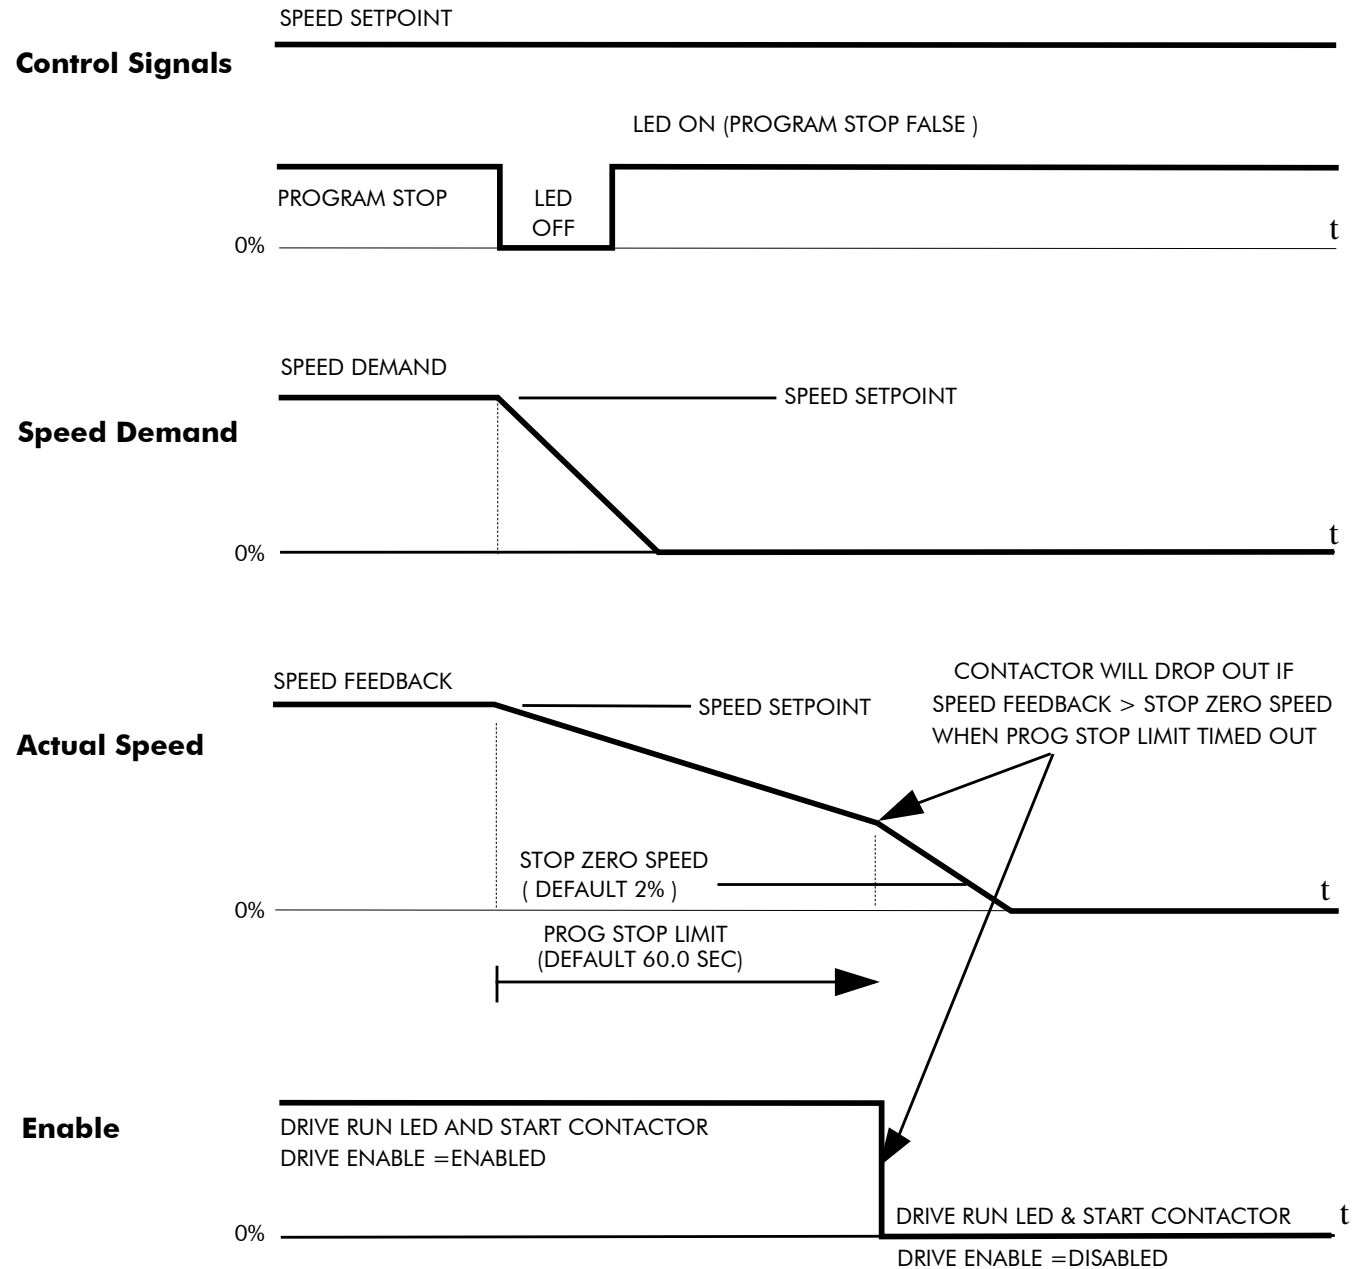 SPEED SETPOINT
Control Signals
LED ON (PROGRAM STOP FALSE )
PROGRAM STOP
LED
OFF
0%
t
SPEED DEMAND
SPEED SETPOINT
Speed Demand
0%
t
CONTACTOR WILL DROP OUT IF
SPEED FEEDBACK > STOP ZERO SPEED
WHEN PROG STOP LIMIT TIMED OUT
SPEED FEEDBACK
SPEED SETPOINT
Actual Speed
STOP ZERO SPEED
( DEFAULT 2% )
t
0%
PROG STOP LIMIT
(DEFAULT 60.0 SEC)
Enable
DRIVE RUN LED AND START CONTACTOR
DRIVE ENABLE =ENABLED
DRIVE RUN LED & START CONTACTOR
t
0%
DRIVE ENABLE =DISABLED